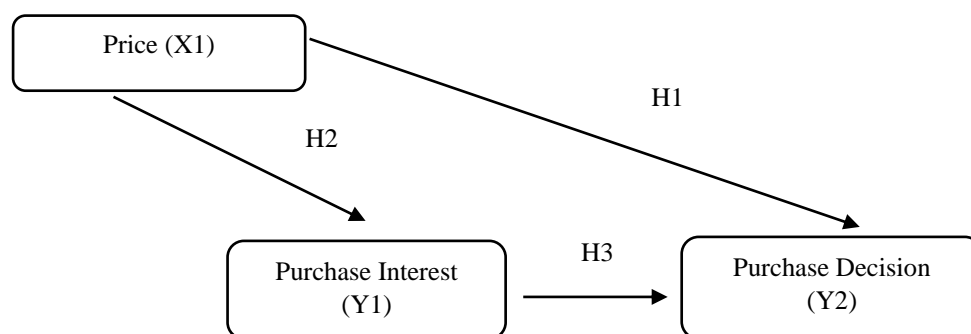 Price (X1)
H1
H2
H3
Purchase Interest
(Y1)
Purchase Decision
(Y2)